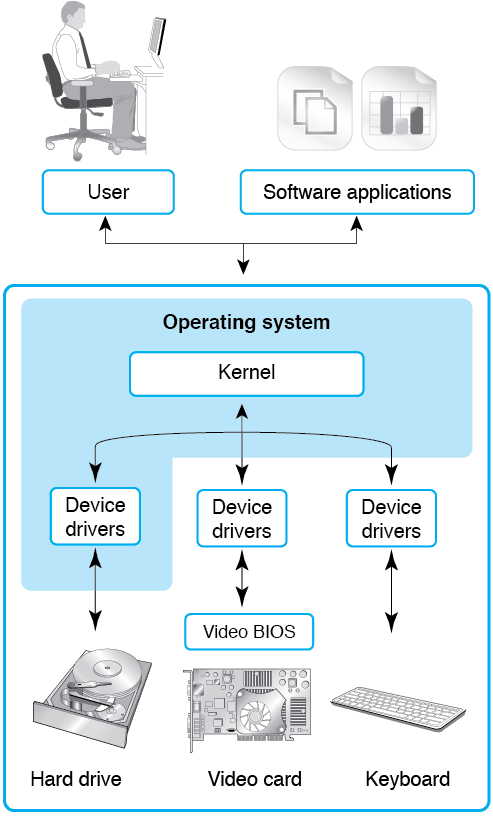 User
Software applications
Operating system
Kernel
Device
drivers
Device
drivers
Device
drivers
Video BIOS
Hard drive
Video card
Keyboard